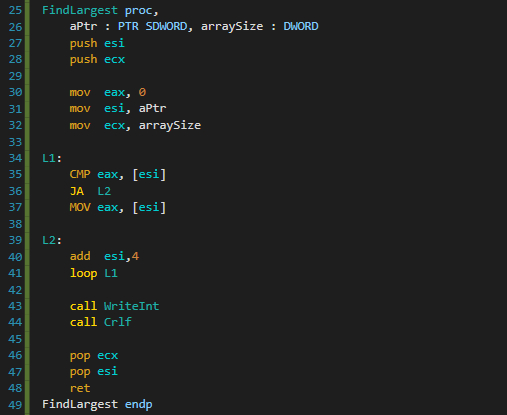 25 FindLargest proc,
26     aPtr : PTR SDWORD, arraySize : DWORD
27     push esi
28     push ecx
29
30     mov  eax, 0
31     mov  esi, aPtr
32     mov  ecx, arraySize
33
34 L1:
35     CMP eax, [esi]
36     JA  L2
37     MOV eax, [esi]
38
39 L2:
40     add  esi,4
41     loop L1
42
43     call WriteInt
44     call Crlf
45
46     pop ecx
47     pop esi
48     ret
49 FindLargest endp